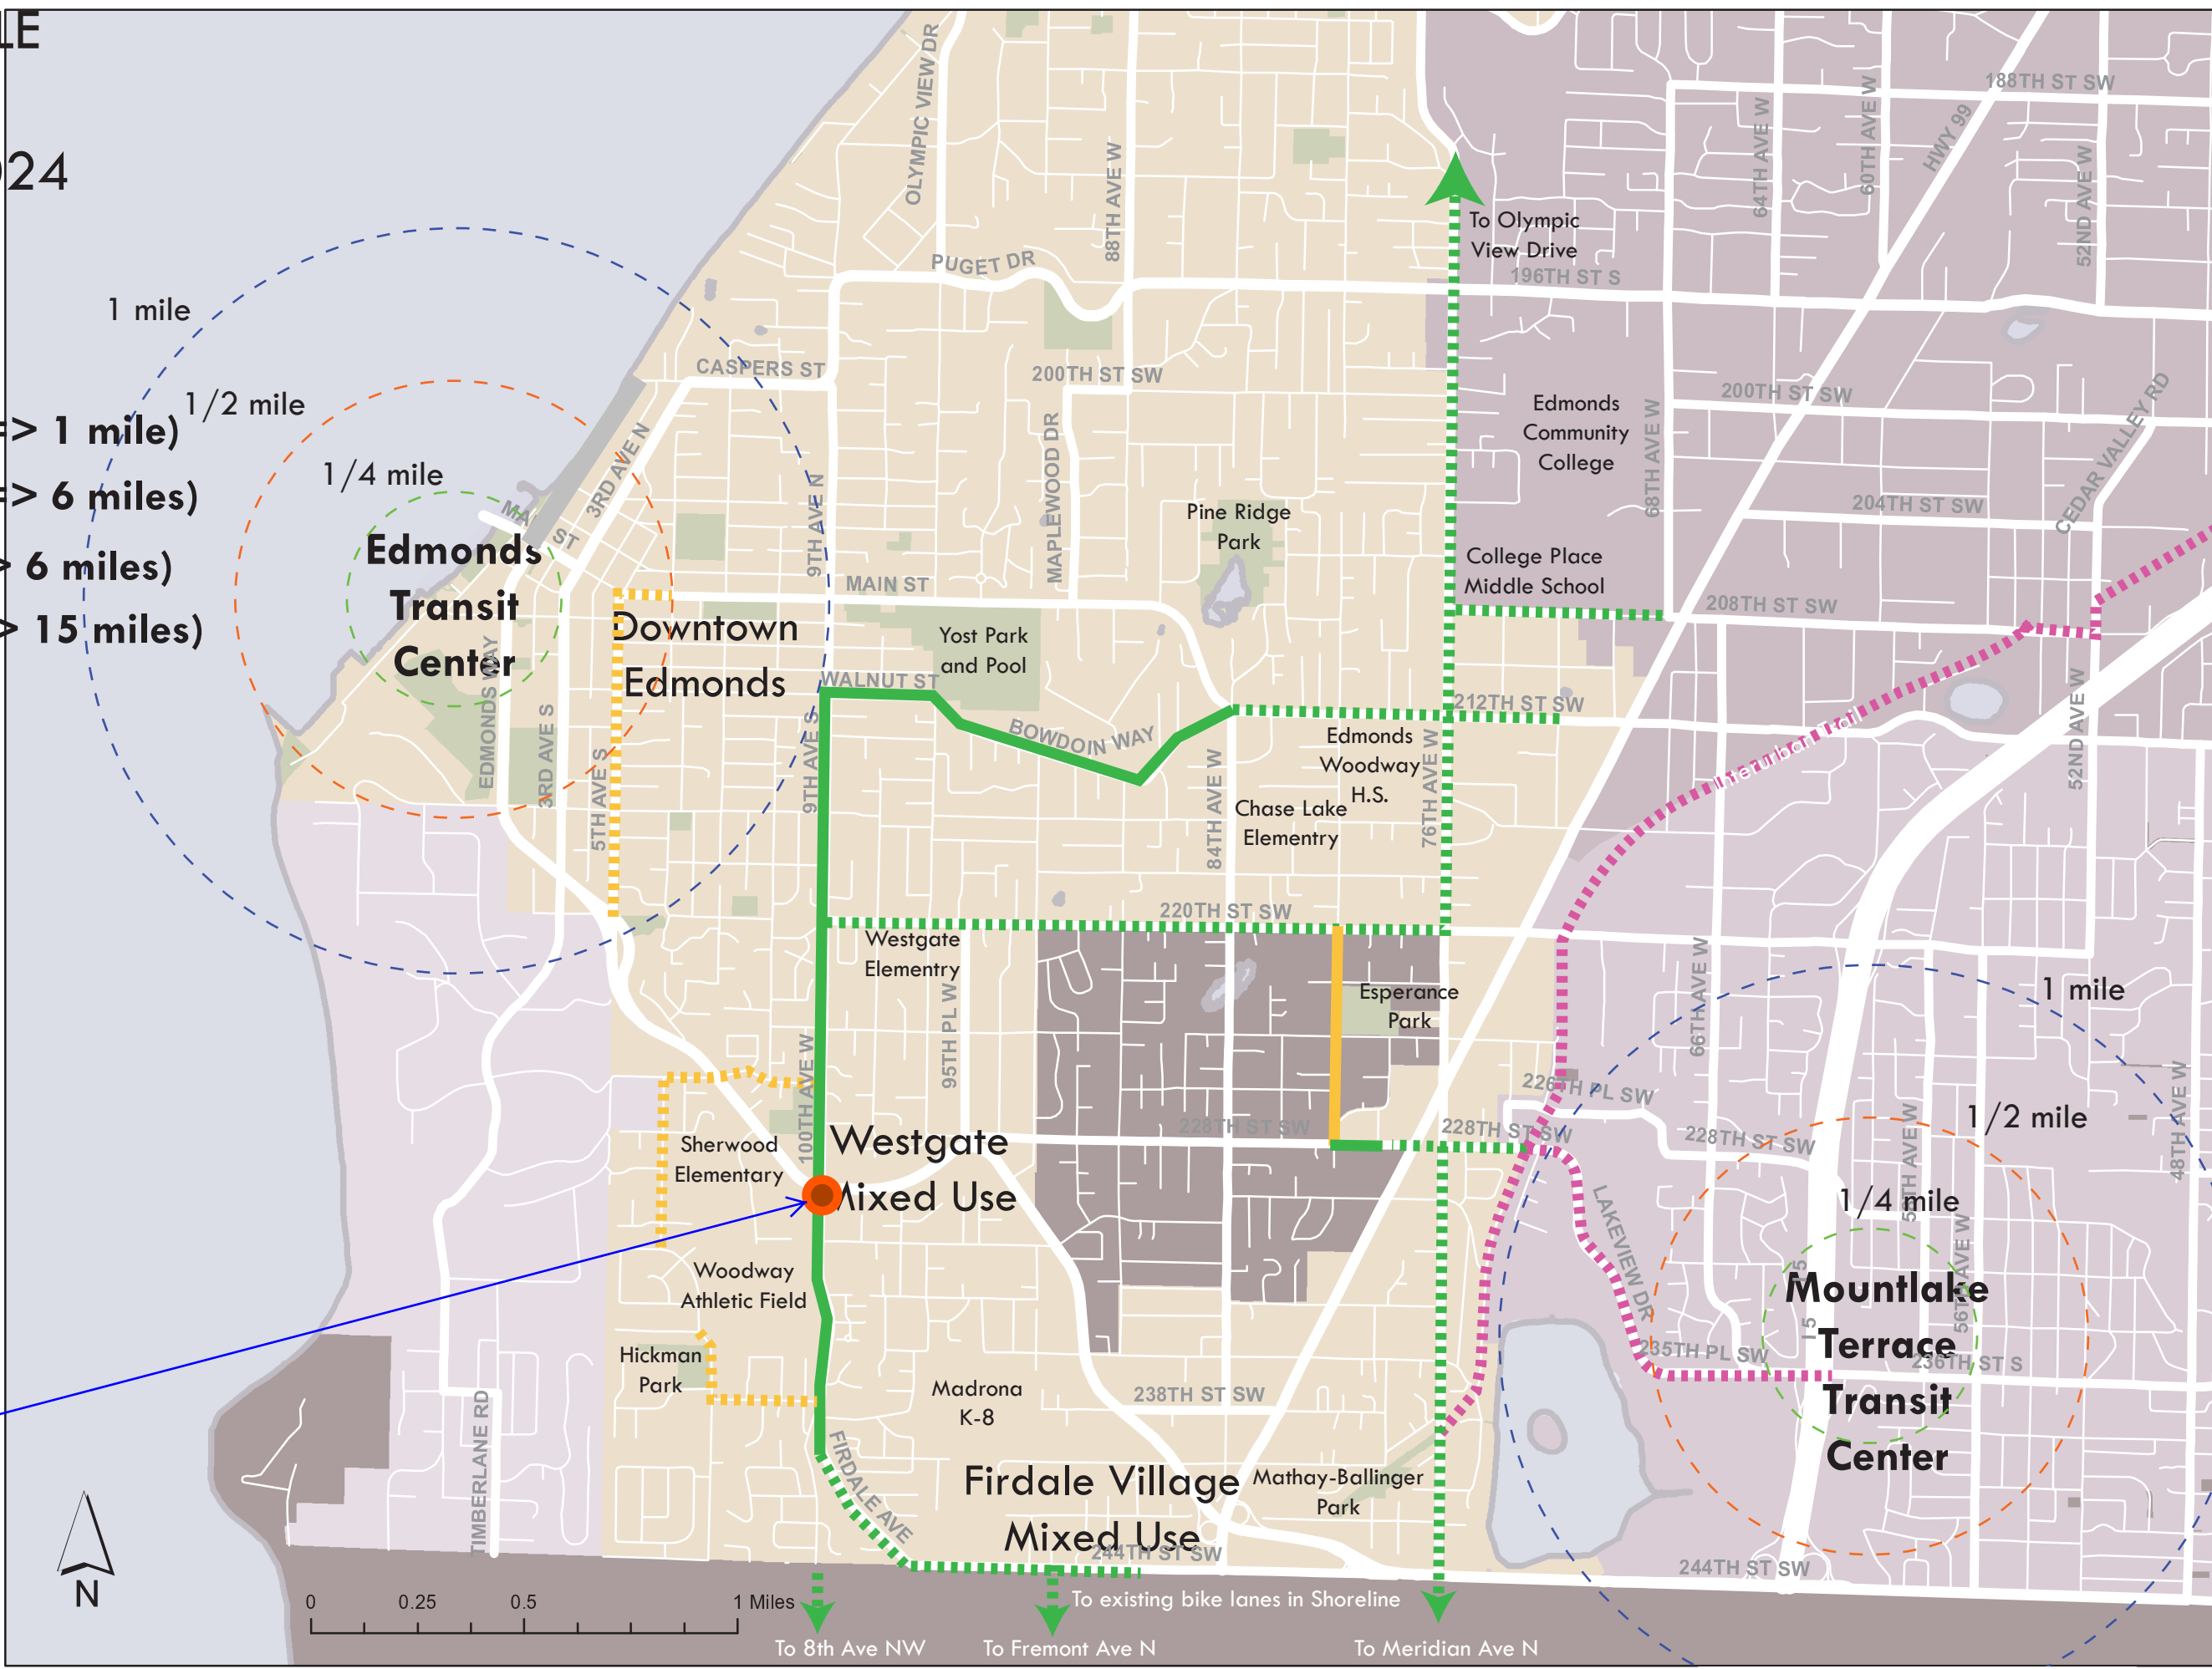 LE
024
=> 1 mile)
=> 6 miles)
> 6 miles)
> 15 miles)
1 mile
1/2 mile
1/4 mile
Edmonds
Transit
Center
Downtown
Edmonds
OLYMPIC VIEW DR
88TH AVE W
PUGET DR
CASPERS ST
200TH ST SW
3RD AVE N
9TH AVE N
MAPLEWOOD DR
MAIN ST
Pine Ridge
Park
Yost Park
and Pool
WALNUT ST
BOWDOIN WAY
EDMONDS WAY
3RD AVE S
5TH AVE S
9TH AVE S
84TH AVE W
76TH AVE W
Edmonds
Woodway
H.S.
Chase Lake
Elementry
220TH ST SW
To Olympic
View Drive
188TH ST SW
64TH AVE W
60TH AVE W
HWY 99
52ND AVE W
196TH ST S
Edmonds
Community
College
68TH AVE W
200TH ST SW
204TH ST SW
CEDAR VALLEY RD
College Place
Middle School
208TH ST SW
212TH ST SW
Interurban Trail
52ND AVE W
Westgate
Elementry
95TH PL W
100TH AVE W
Esperance
Park
66TH AVE W
1 mile
1/2 mile
1/4 mile
226TH PL SW
228TH ST SW
228TH ST SW
228TH ST SW
48TH AVE W
56TH AVE W
LAKEVIEW DR
Sherwood
Elementary
Westgate
Mixed Use
Woodway
Athletic Field
Hickman
Park
Madrona
K-8
238TH ST SW
I5
I5
Mountlake
Terrace
Transit
Center
235TH PL SW
236TH ST S
TIMBERLANE RD
FIRDALE AVE
Firdale Village
Mixed Use
Mathay-Ballinger
Park
244TH ST SW
244TH ST SW
N
0 0.25 0.5 1 Miles
To existing bike lanes in Shoreline
To 8th Ave NW
To Fremont Ave N
To Meridian Ave N